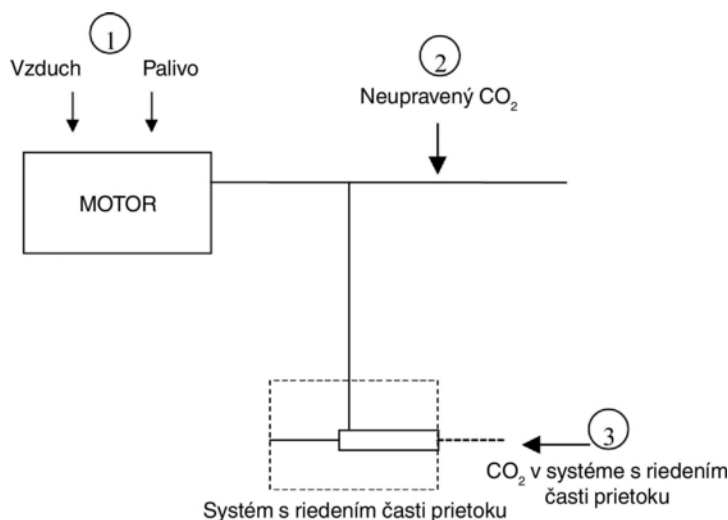 1
Vzduch Palivo
2
Neupravený CO2
MOTOR
3
CO2 v systéme s riedením
časti prietoku
Systém s riedením časti prietoku